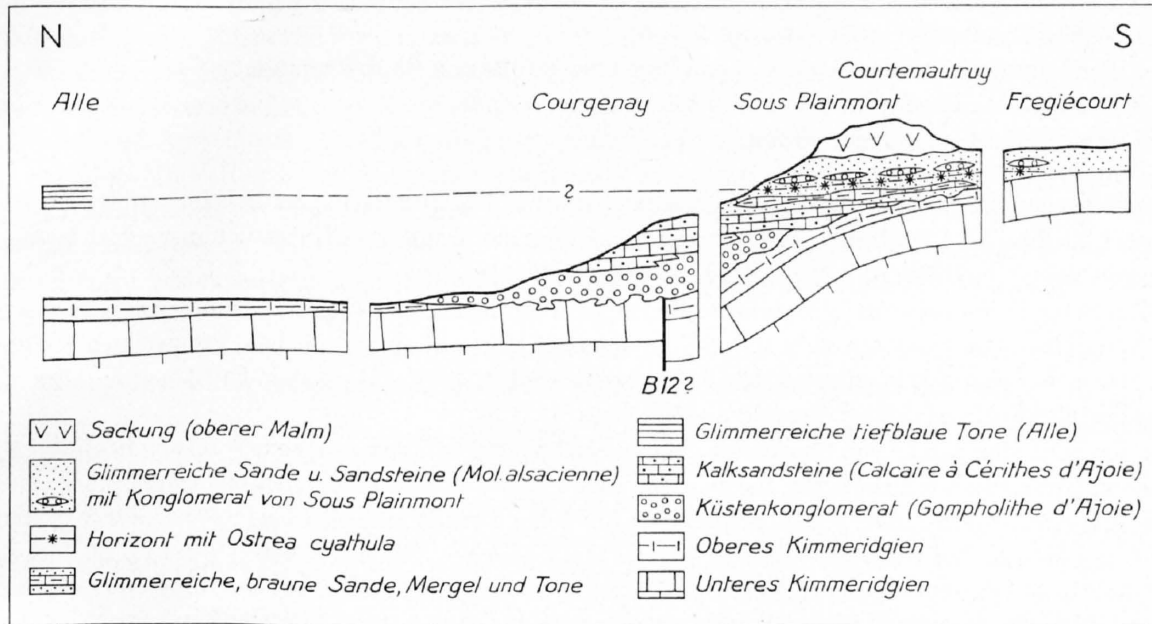 N
S
Alle
Courgenay
Courtemautruy
Sous Plainmont
Fregiécourt
?
B12?
Sackung (oberer Malm)
Glimmerreiche Sande u. Sandsteine (Mol. alsacienne)
mit Konglomerat von Sous Plainmont
Horizont mit Ostrea cyathula
Glimmerreiche, braune Sande, Mergel und Tone
Glimmerreiche tiefblaue Tone (Alle)
Kalksandsteine (Calcaire à Cérithes d'Ajoie)
Küstenkonglomerat (Gompholithe d'Ajoie)
Oberes Kimmeridgien
Unteres Kimmeridgien